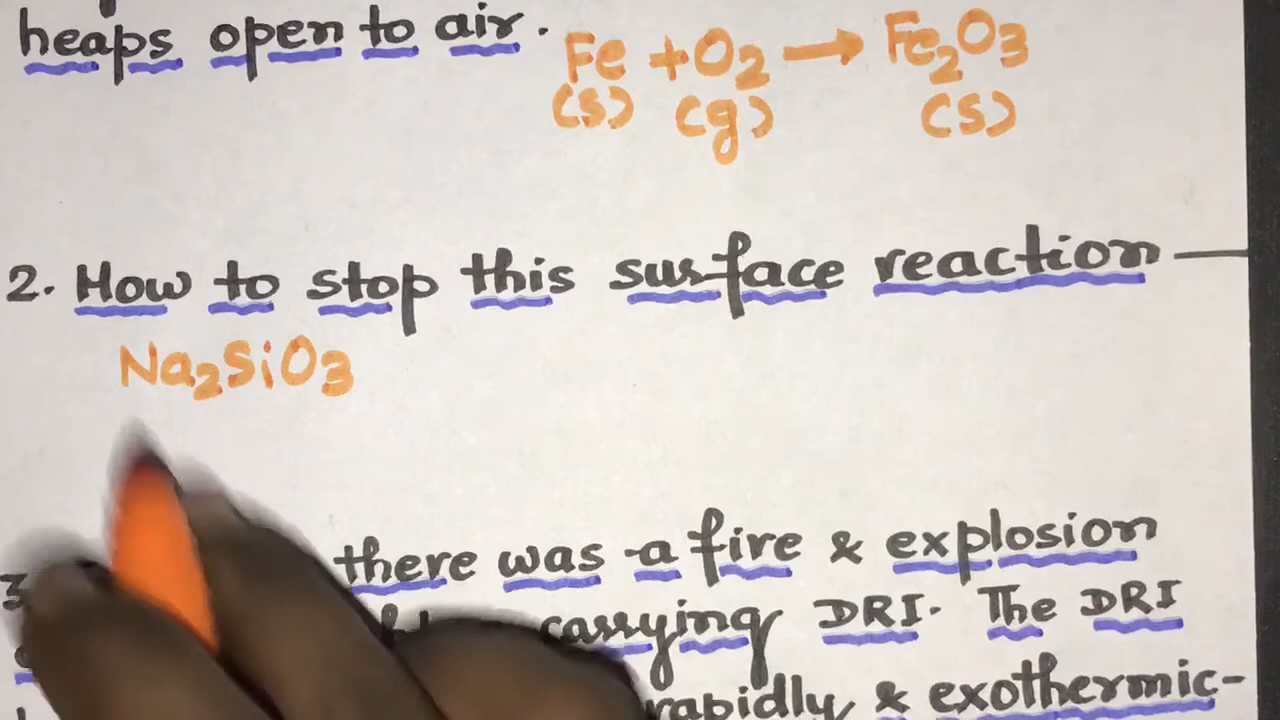 heaps open to air. Fe + O2 → Fe2O3
(s) (g) (s)
2. How to stop this surface reaction —
Na2SiO3
3 there was a fire & explosion
carrying DRI. The DRI
rapidly & exothermic-